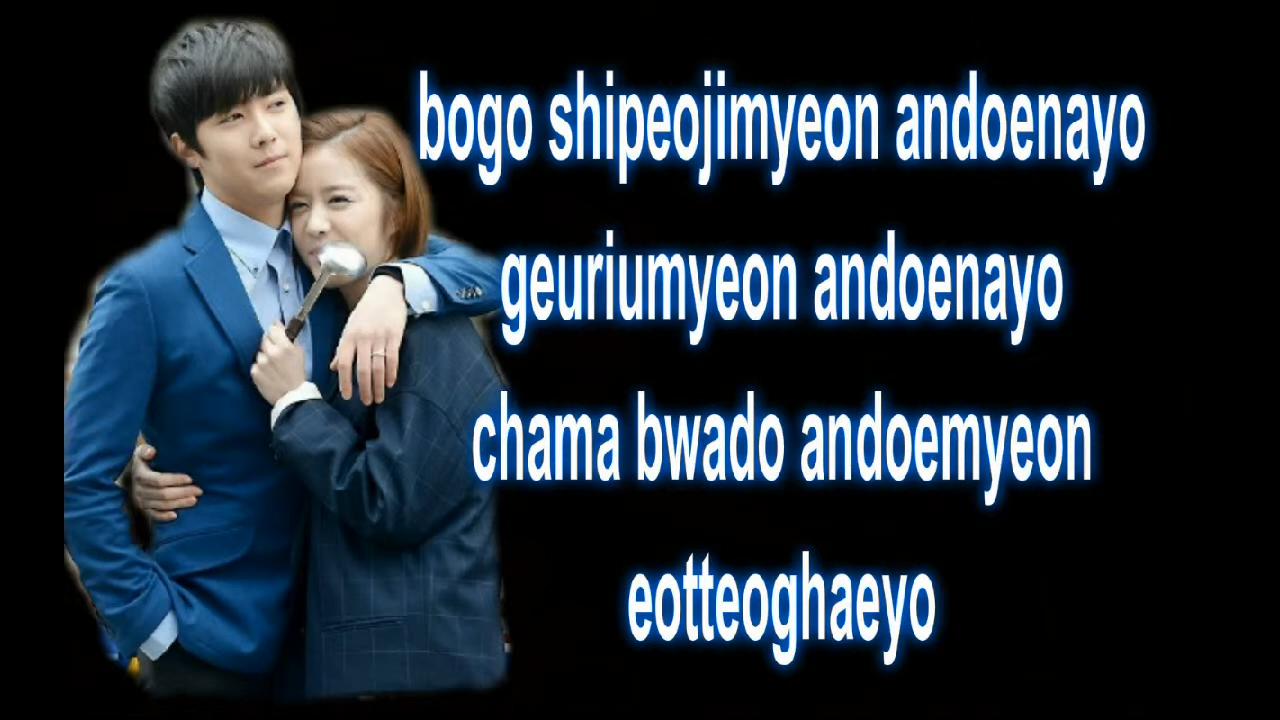 bogo shipeojimyeon andoenayo
geuriumyeon andoenayo
chama bwado andoemyeon
eotteoghaeyo